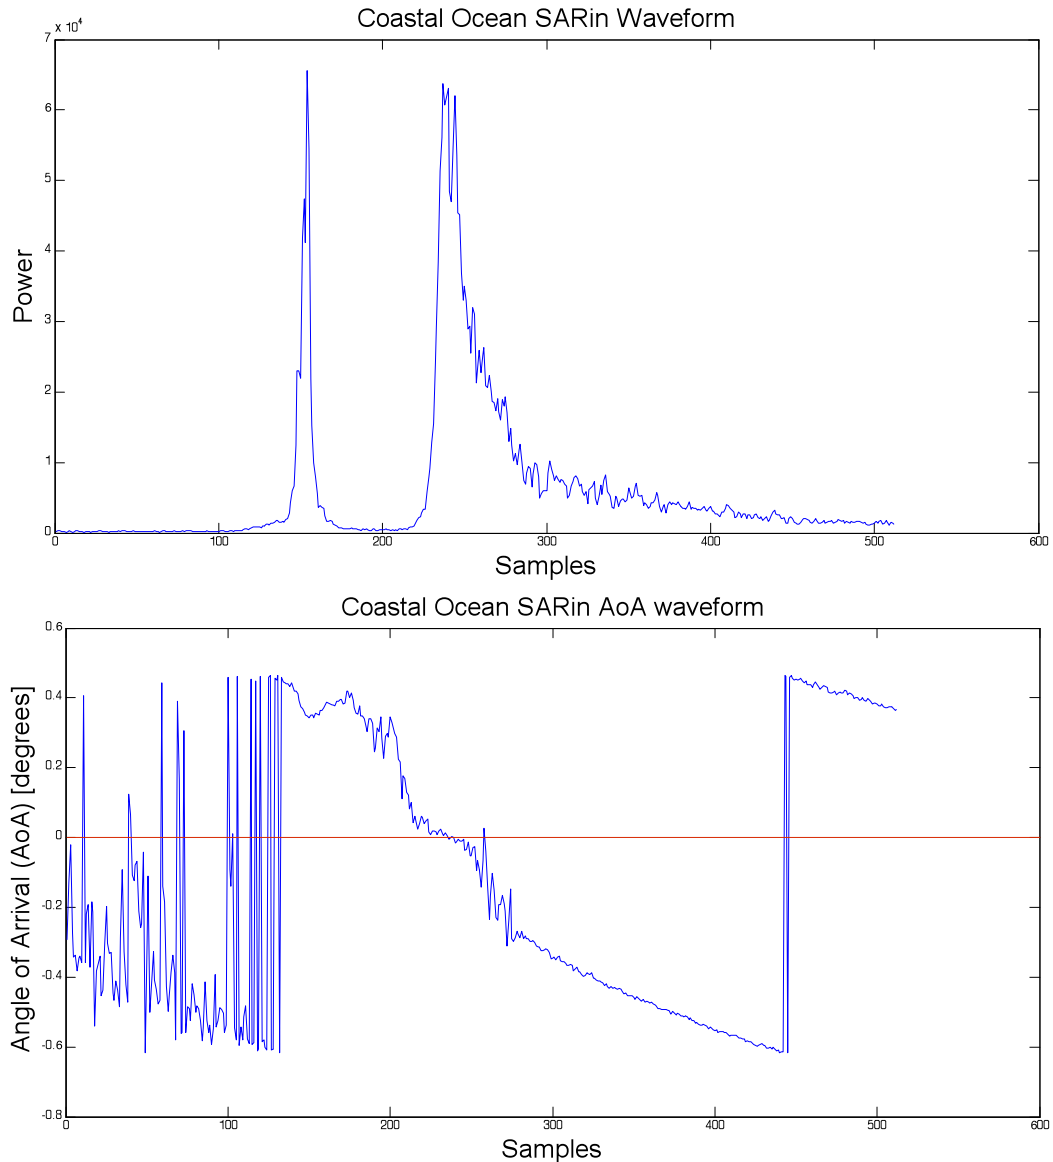 Coastal Ocean SARin Waveform
x 10⁴
7
6
5
4
3
2
1
0
Power
0 100 200 300 400 500 600
Samples
Coastal Ocean SARin AoA waveform
0.6
0.4
0.2
0
-0.2
-0.4
-0.6
-0.8
Angle of Arrival (AoA) [degrees]
0 100 200 300 400 500 600
Samples